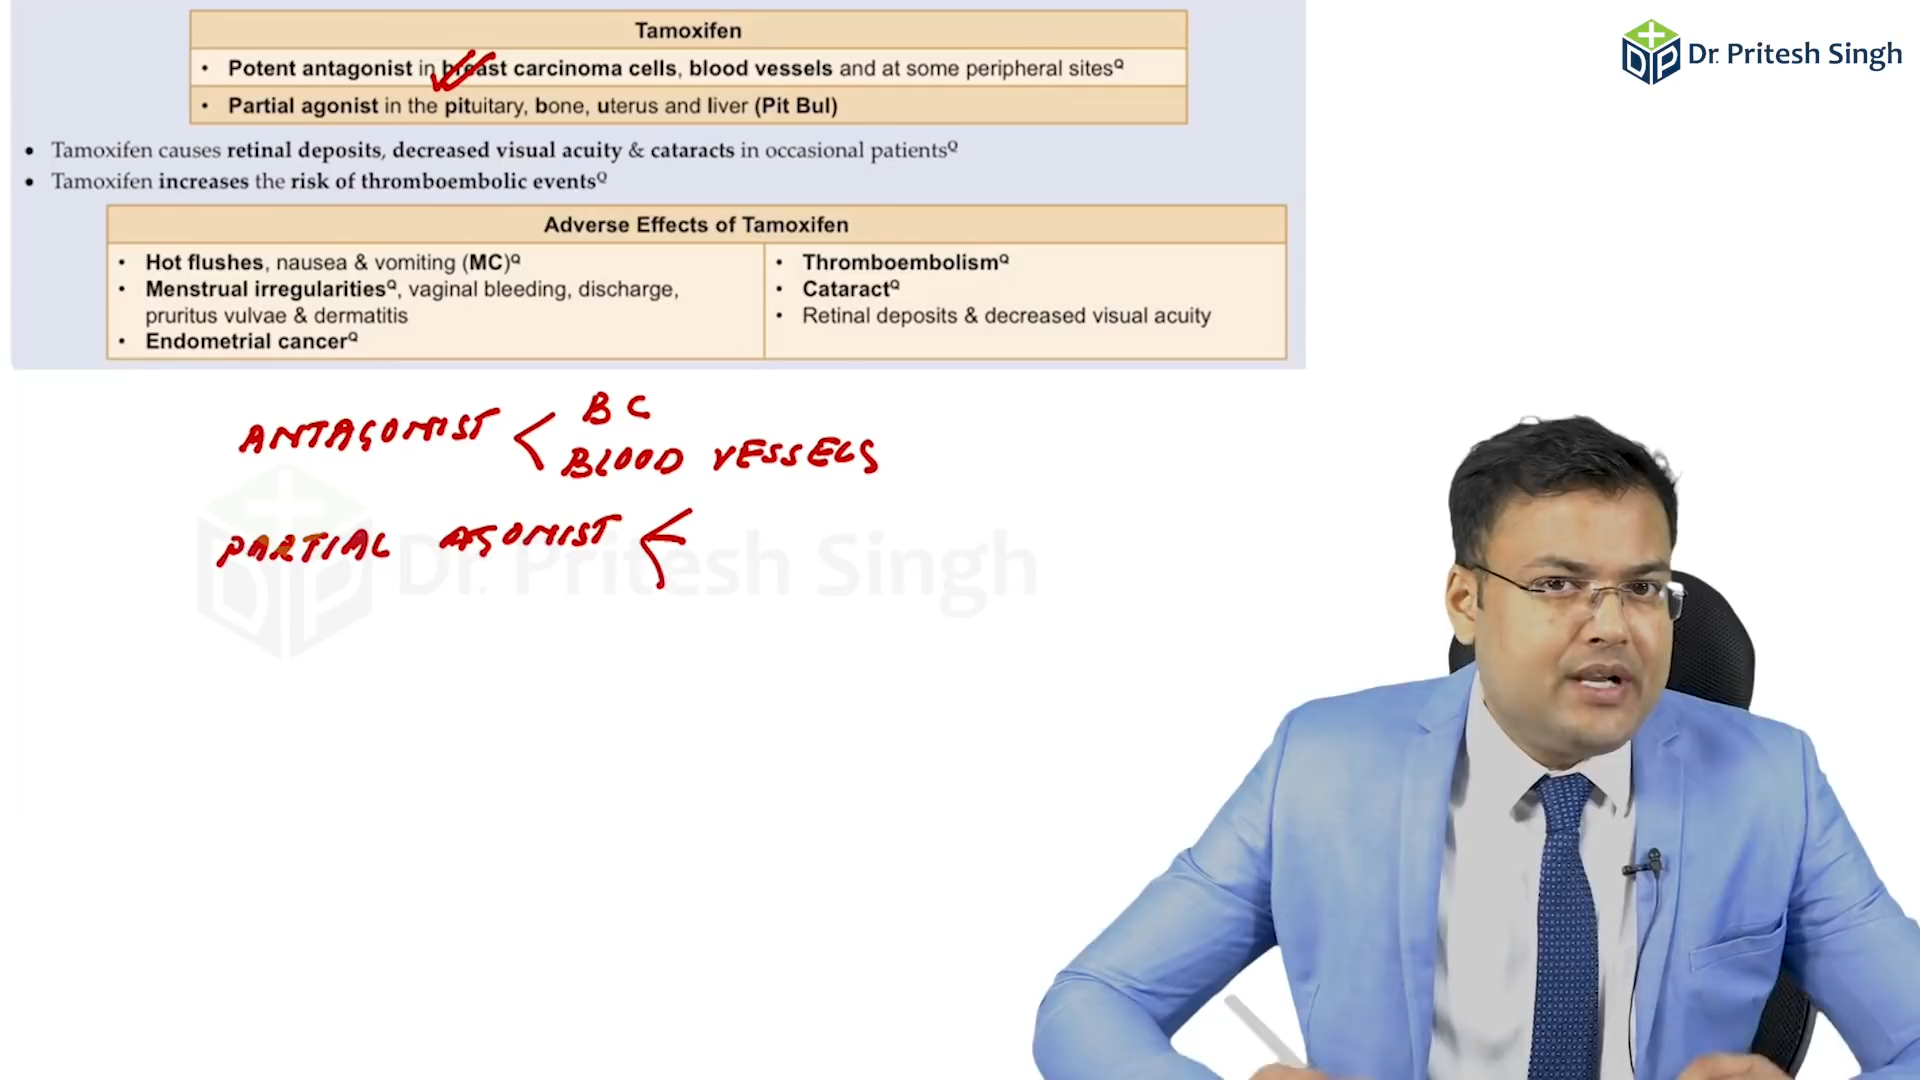 Tamoxifen
• Potent antagonist in breast carcinoma cells, blood vessels and at some peripheral sitesQ
• Partial agonist in the pituitary, bone, uterus and liver (Pit Bul)
• Tamoxifen causes retinal deposits, decreased visual acuity & cataracts in occasional patientsQ
• Tamoxifen increases the risk of thromboembolic eventsQ
Adverse Effects of Tamoxifen
• Hot flushes, nausea & vomiting (MC)Q
• Menstrual irregularitiesQ, vaginal bleeding, discharge,
pruritus vulvae & dermatitis
• Endometrial cancerQ
• ThromboembolismQ
• CataractQ
• Retinal deposits & decreased visual acuity
ANTAGONIST < BC
BLOOD VESSELS
PARTIAL AGONIST <
DP Dr. Pritesh Singh
DP Dr. Pritesh Singh